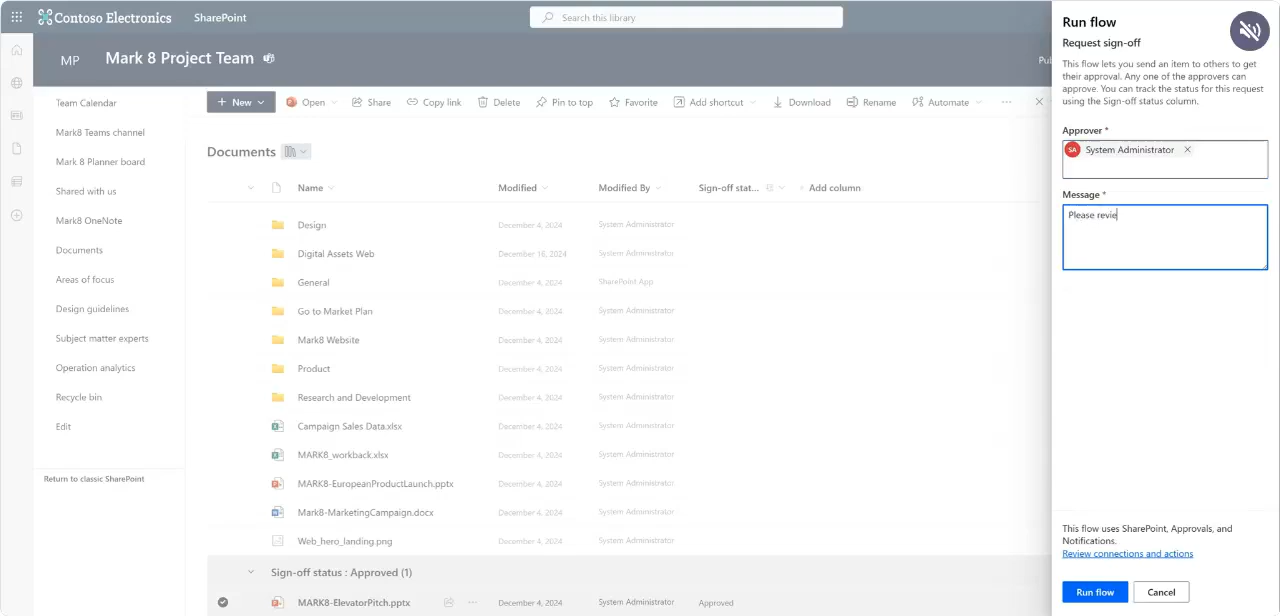 Contoso Electronics SharePoint Search this library
MP Mark 8 Project Team
Team Calendar
Mark8 Teams channel
Mark 8 Planner board
Shared with us
Mark8 OneNote
Documents
Areas of focus
Design guidelines
Subject matter experts
Operation analytics
Recycle bin
Edit
Return to classic SharePoint
New Open Share Copy link Delete Pin to top Favorite Add shortcut Download Rename Automate
Documents
Name Modified Modified By Sign-off stat... Add column
Design December 4, 2024 System Administrator
Digital Assets Web December 16, 2024 System Administrator
General December 4, 2024 SharePoint App
Go to Market Plan December 4, 2024 System Administrator
Mark8 Website December 4, 2024 System Administrator
Product December 4, 2024 System Administrator
Research and Development December 4, 2024 System Administrator
Campaign Sales Data.xlsx December 4, 2024 System Administrator
MARK8_workback.xlsx December 4, 2024 System Administrator
MARK8-EuropeanProductLaunch.pptx December 4, 2024 System Administrator
Mark8-MarketingCampaign.docx December 4, 2024 System Administrator
Web_hero_landing.png December 4, 2024 System Administrator
Sign-off status : Approved (1)
MARK8-ElevatorPitch.pptx December 4, 2024 System Administrator Approved
Run flow
Request sign-off
This flow lets you send an item to others to get
their approval. Any one of the approvers can
approve. You can track the status for this request
using the Sign-off status column.
Approver *
SA System Administrator
Message *
Please revie
This flow uses SharePoint, Approvals, and
Notifications.
Review connections and actions
Run flow Cancel